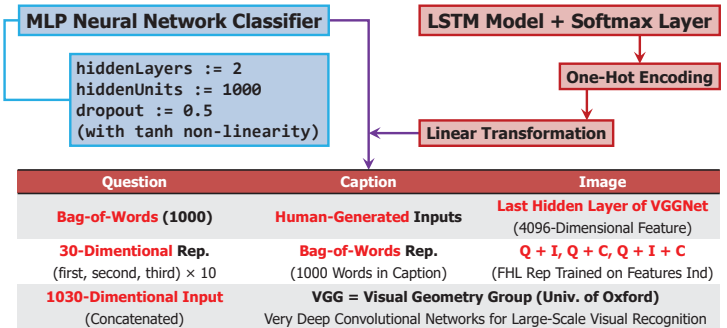 MLP Neural Network Classifier
LSTM Model + Softmax Layer
hiddenLayers := 2
hiddenUnits := 1000
dropout := 0.5
(with tanh non-linearity)
One-Hot Encoding
Linear Transformation
Question Caption Image
Bag-of-Words (1000) Human-Generated Inputs Last Hidden Layer of VGGNet
(4096-Dimensional Feature)
30-Dimentional Rep. Bag-of-Words Rep. Q + I, Q + C, Q + I + C
(first, second, third) × 10 (1000 Words in Caption) (FHL Rep Trained on Features Ind)
1030-Dimentional Input VGG = Visual Geometry Group (Univ. of Oxford)
(Concatenated) Very Deep Convolutional Networks for Large-Scale Visual Recognition